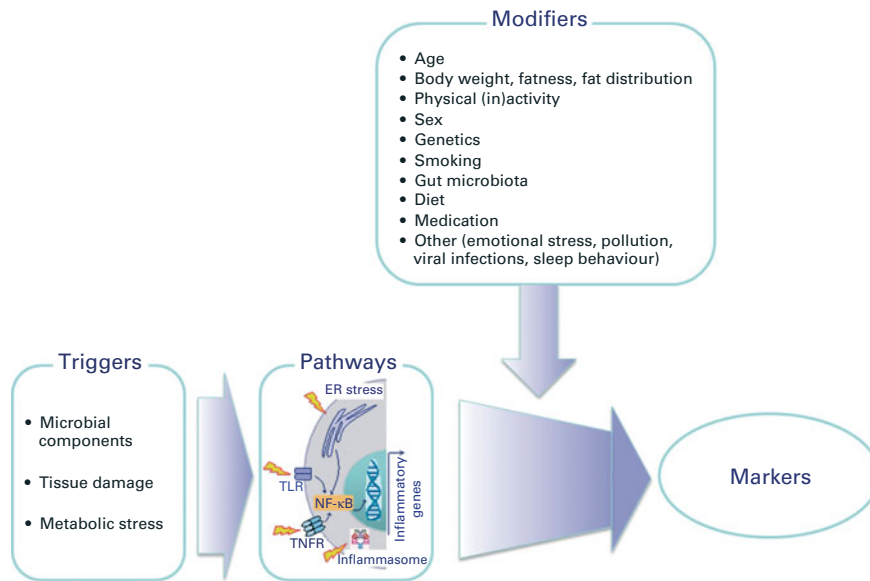 Modifiers
• Age
• Body weight, fatness, fat distribution
• Physical (in)activity
• Sex
• Genetics
• Smoking
• Gut microbiota
• Diet
• Medication
• Other (emotional stress, pollution,
viral infections, sleep behaviour)
Triggers
• Microbial
components
• Tissue damage
• Metabolic stress
Pathways
ER stress
TLR
NF-κB
TNFR
Inflammasome
Inflammatory
genes
Markers